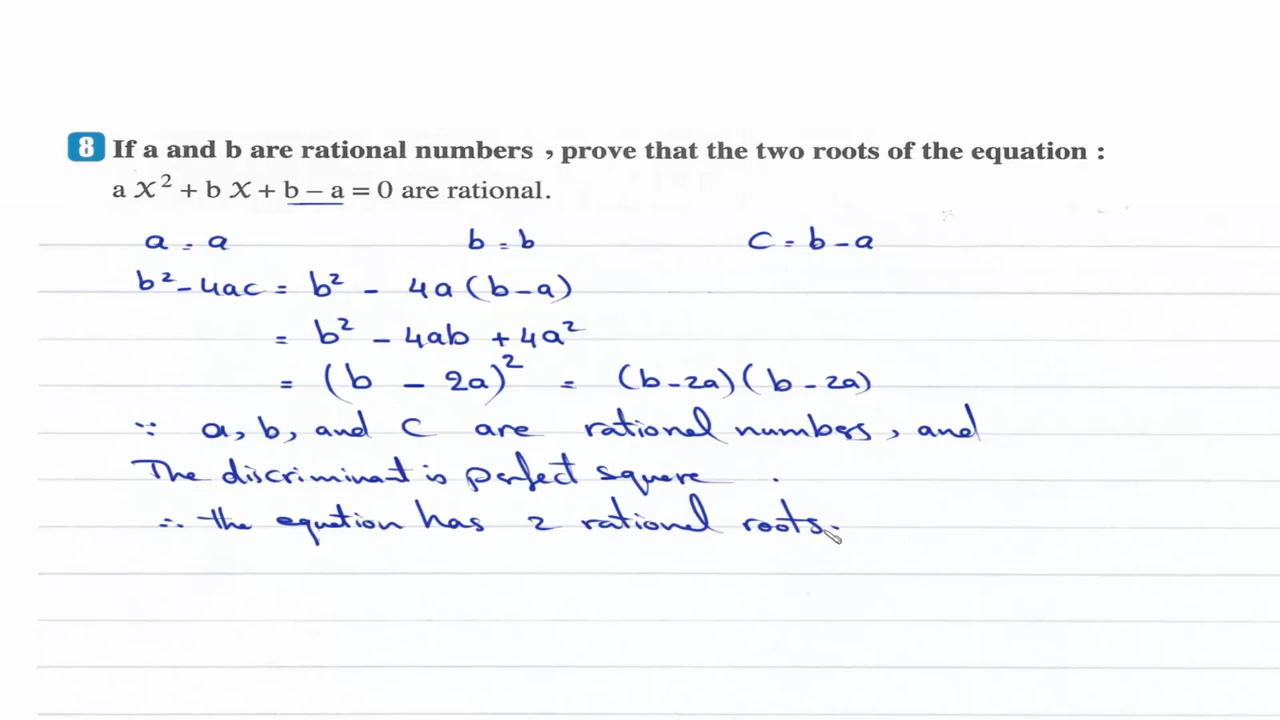 8 If a and b are rational numbers , prove that the two roots of the equation :
a X² + b X + b – a = 0 are rational.
a = a b = b C = b - a
b² - 4ac = b² - 4a (b-a)
= b² - 4ab + 4a²
= (b - 2a)² = (b-2a)(b-2a)
∵ a, b, and C are rational numbers, and
The discriminant is perfect square .
∴ the equation has 2 rational roots.